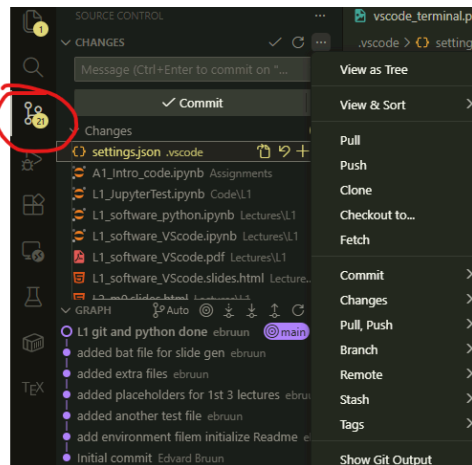 1
SOURCE CONTROL
vscode_terminal.p
CHANGES
.vscode > {} setting
Message (Ctrl+Enter to commit on "...
Commit
21
Changes
{} settings.json .vscode
A1_Intro_code.ipynb Assignments
L1_JupyterTest.ipynb Code\L1
L1_software_python.ipynb Lectures\L1
L1_software_VScode.ipynb Lectures\L1
L1_software_VScode.pdf Lectures\L1
L1_software_VScode.slides.html Lecture...
GRAPH Auto
L1 git and python done ebruun main
added bat file for slide gen ebruun
added extra files ebruun
added placeholders for 1st 3 lectures ebru
added another test file ebruun
add environment filem initialize Readme e
Initial commit Edvard Bruun
TEX
View as Tree
View & Sort
Pull
Push
Clone
Checkout to...
Fetch
Commit
Changes
Pull, Push
Branch
Remote
Stash
Tags
Show Git Output